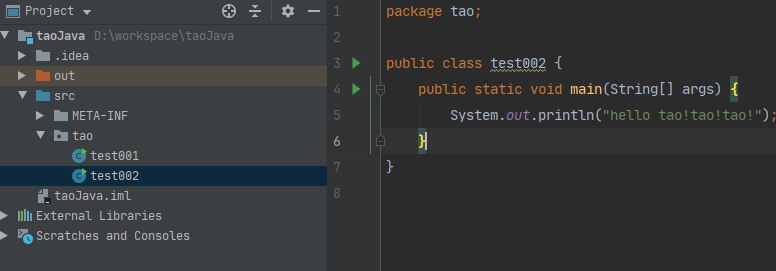 Project
taoJava D:\workspace\taoJava
.idea
out
src
META-INF
tao
test001
test002
taoJava.iml
External Libraries
Scratches and Consoles
1 package tao;
2
3 public class test002 {
4 public static void main(String[] args) {
5 System.out.println("hello tao!tao!tao!");
6 }
7 }
8